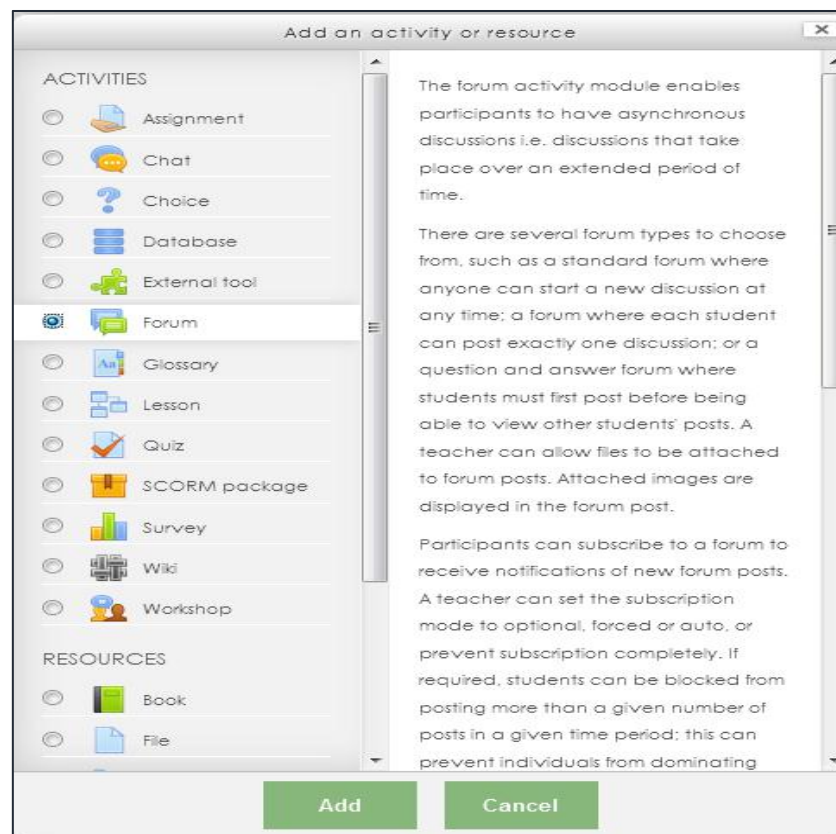 Add an activity or resource
ACTIVITIES
Assignment
Chat
Choice
Database
External tool
Forum
Glossary
Lesson
Quiz
SCORM package
Survey
Wiki
Workshop
RESOURCES
Book
File
The forum activity module enables
participants to have asynchronous
discussions i.e. discussions that take
place over an extended period of
time.
There are several forum types to choose
from, such as a standard forum where
anyone can start a new discussion at
any time; a forum where each student
can post exactly one discussion; or a
question and answer forum where
students must first post before being
able to view other students' posts. A
teacher can allow files to be attached
to forum posts. Attached images are
displayed in the forum post.
Participants can subscribe to a forum to
receive notifications of new forum posts.
A teacher can set the subscription
mode to optional, forced or auto, or
prevent subscription completely. If
required, students can be blocked from
posting more than a given number of
posts in a given time period; this can
prevent individuals from dominating
Add
Cancel